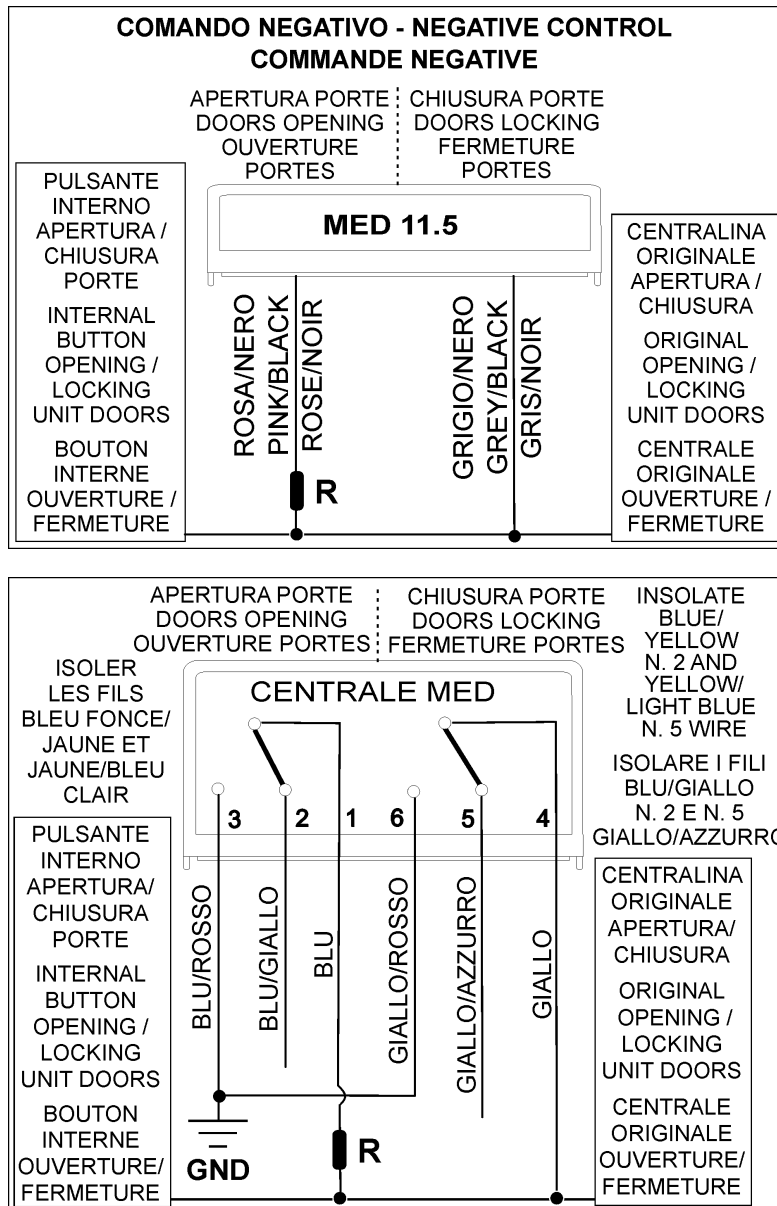 COMANDO NEGATIVO - NEGATIVE CONTROL
COMMANDE NEGATIVE
APERTURA PORTE
DOORS OPENING
OUVERTURE
PORTES
CHIUSURA PORTE
DOORS LOCKING
FERMETURE
PORTES
PULSANTE
INTERNO
APERTURA /
CHIUSURA
PORTE
INTERNAL
BUTTON
OPENING /
LOCKING
UNIT DOORS
BOUTON
INTERNE
OUVERTURE /
FERMETURE
MED 11.5
ROSA/NERO
PINK/BLACK
ROSE/NOIR
R
GRIGIO/NERO
GREY/BLACK
GRIS/NOIR
CENTRALINA
ORIGINALE
APERTURA /
CHIUSURA
ORIGINAL
OPENING /
LOCKING
UNIT DOORS
CENTRALE
ORIGINALE
OUVERTURE /
FERMETURE
APERTURA PORTE
DOORS OPENING
OUVERTURE PORTES
CHIUSURA PORTE
DOORS LOCKING
FERMETURE PORTES
INSOLATE
BLUE/
YELLOW
N. 2 AND
YELLOW/
LIGHT BLUE
N. 5 WIRE
ISOLARE I FILI
BLU/GIALLO
N. 2 E N. 5
GIALLO/AZZURRO
ISOLER
LES FILS
BLEU FONCE/
JAUNE ET
JAUNE/BLEU
CLAIR
CENTRALE MED
3 2 1 6 5 4
BLU/ROSSO
BLU/GIALLO
BLU
GIALLO/ROSSO
GIALLO/AZZURRO
GIALLO
PULSANTE
INTERNO
APERTURA/
CHIUSURA
PORTE
INTERNAL
BUTTON
OPENING /
LOCKING
UNIT DOORS
BOUTON
INTERNE
OUVERTURE/
FERMETURE
GND
R
CENTRALINA
ORIGINALE
APERTURA/
CHIUSURA
ORIGINAL
OPENING /
LOCKING
UNIT DOORS
CENTRALE
ORIGINALE
OUVERTURE/
FERMETURE